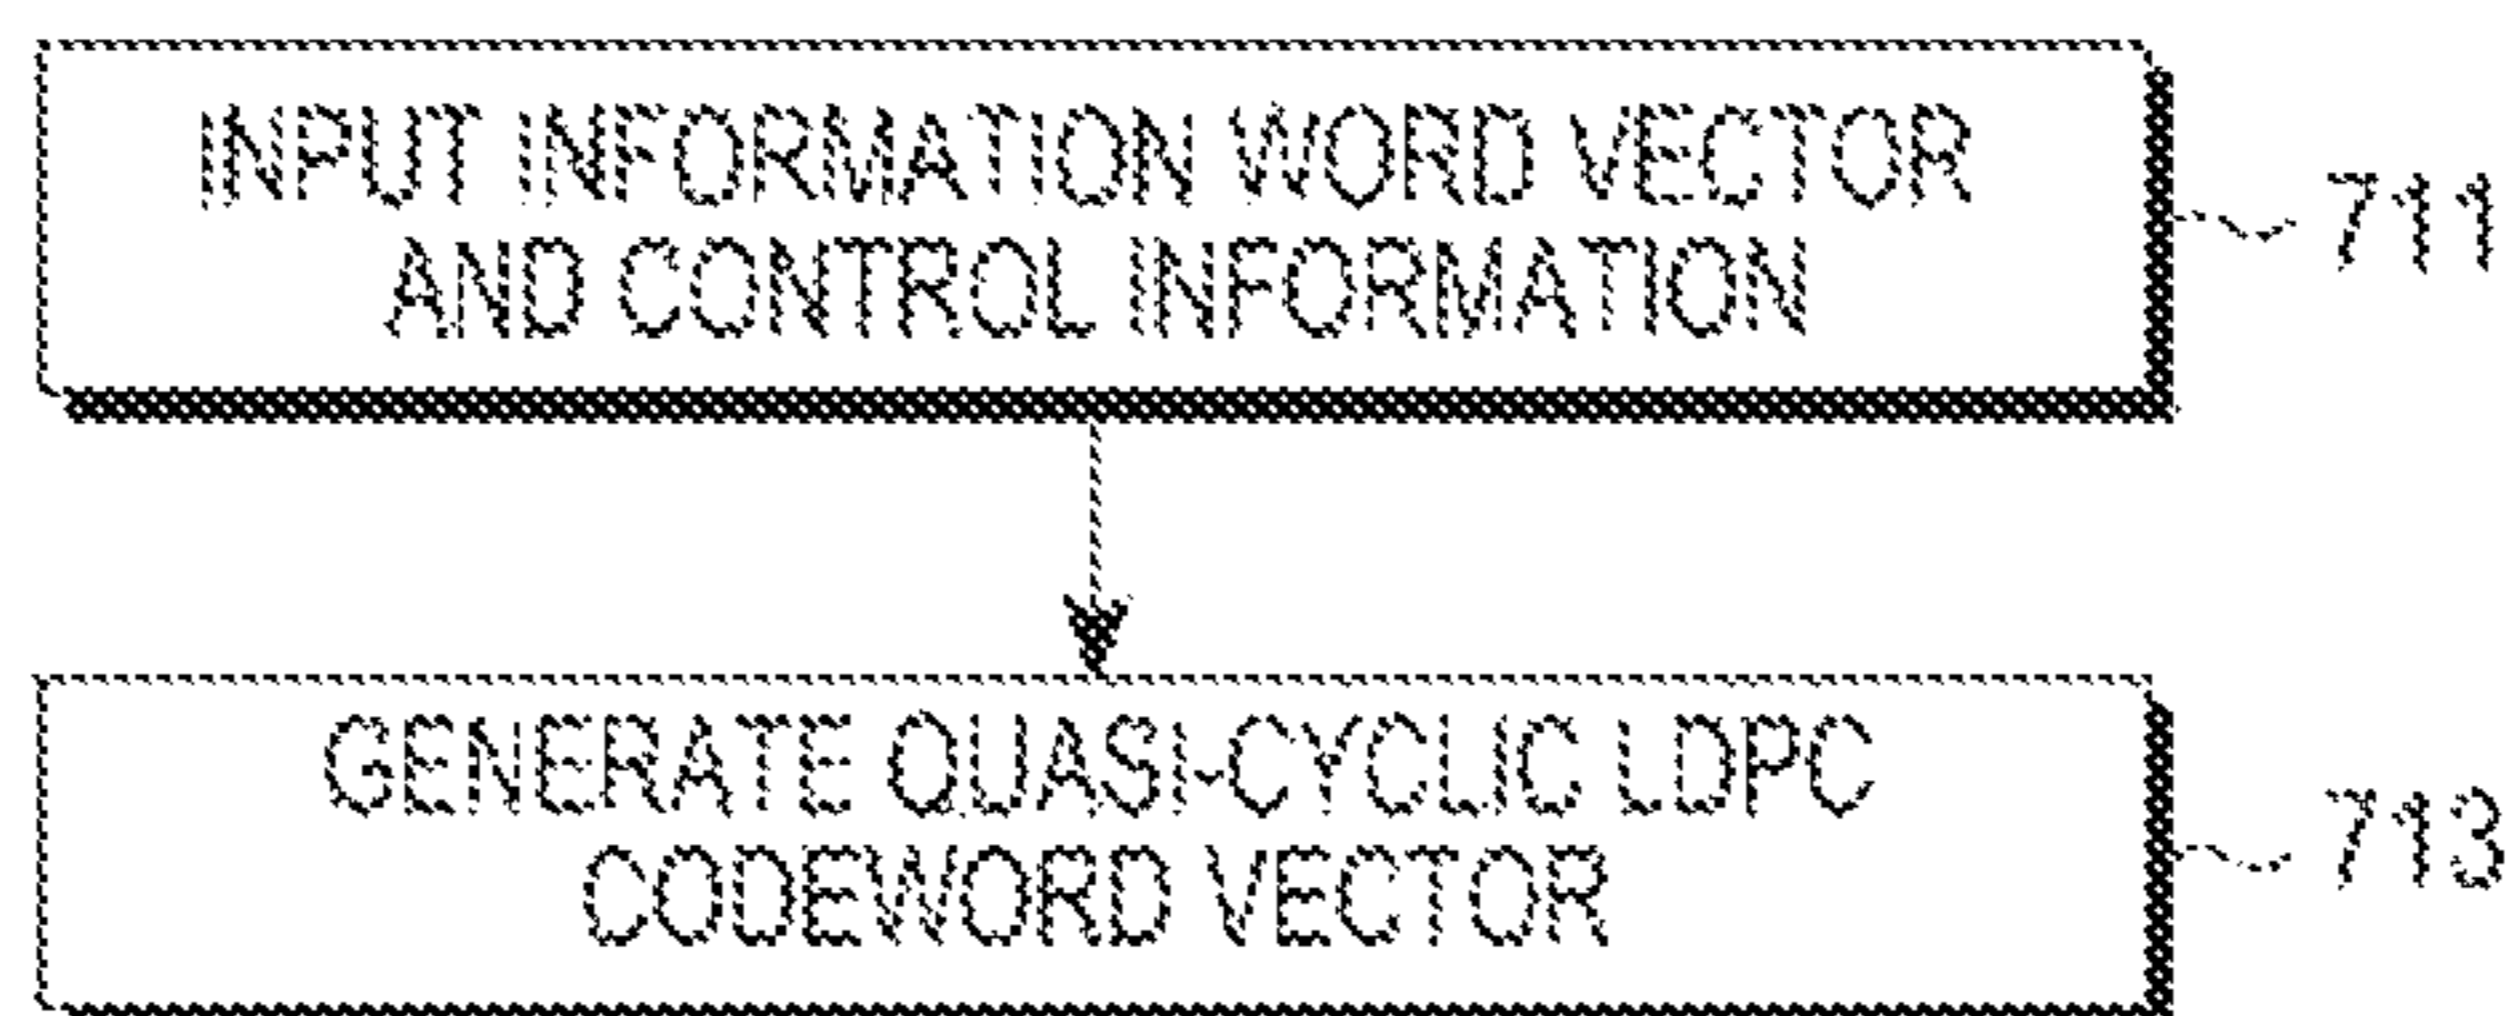 INPUT INFORMATION WORD VECTOR
AND CONTROL INFORMATION
711
GENERATE QUASI-CYCLIC LDPC
CODEWORD VECTOR
713